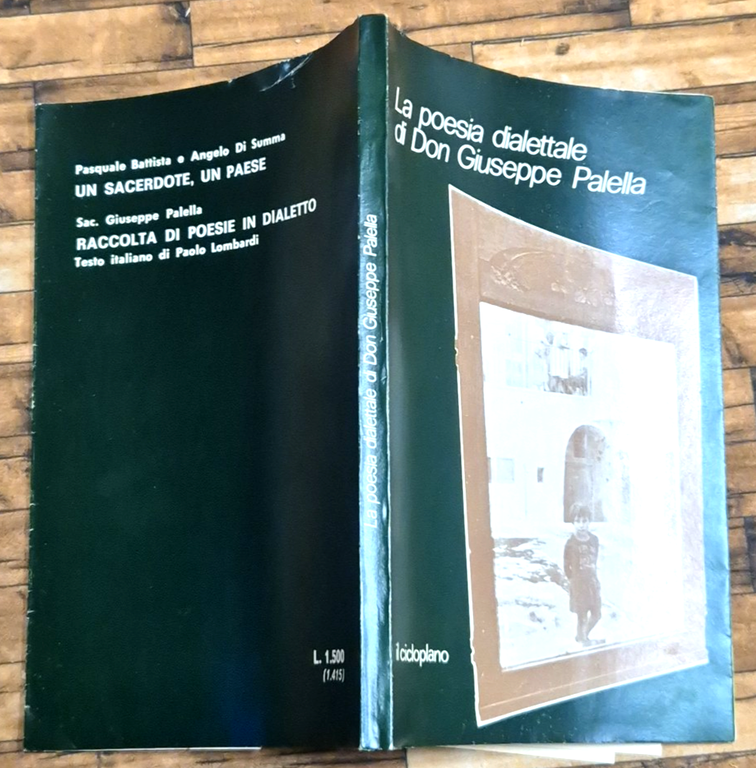 Pasquale Battista e Angelo Di Summa
UN SACERDOTE, UN PAESE
Sac. Giuseppe Palella
RACCOLTA DI POESIE IN DIALETTO
Testo italiano di Paolo Lombardi
L. 1.500
(1.415)
La poesia dialettale di Don Giuseppe Palella
La poesia dialettale
di Don Giuseppe Palella
il cicloplano